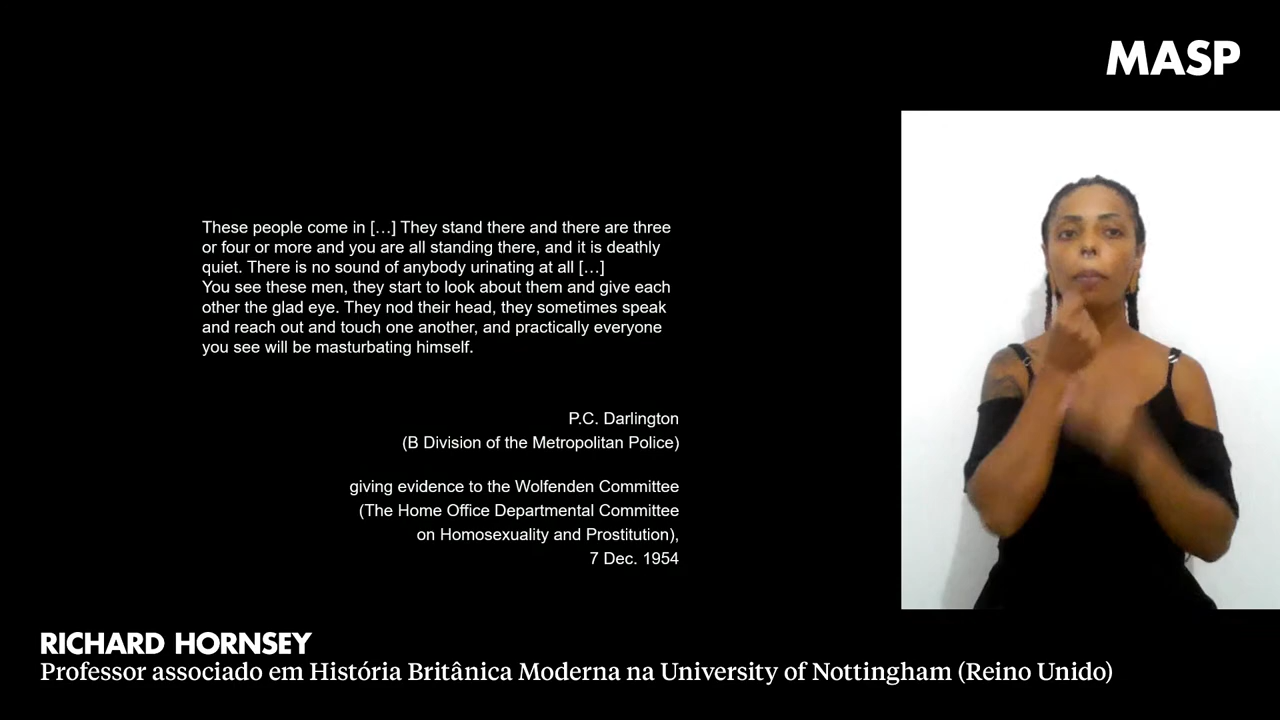 MASP
These people come in […] They stand there and there are three
or four or more and you are all standing there, and it is deathly
quiet. There is no sound of anybody urinating at all […]
You see these men, they start to look about them and give each
other the glad eye. They nod their head, they sometimes speak
and reach out and touch one another, and practically everyone
you see will be masturbating himself.
P.C. Darlington
(B Division of the Metropolitan Police)
giving evidence to the Wolfenden Committee
(The Home Office Departmental Committee
on Homosexuality and Prostitution),
7 Dec. 1954
RICHARD HORNSEY
Professor associado em História Britânica Moderna na University of Nottingham (Reino Unido)